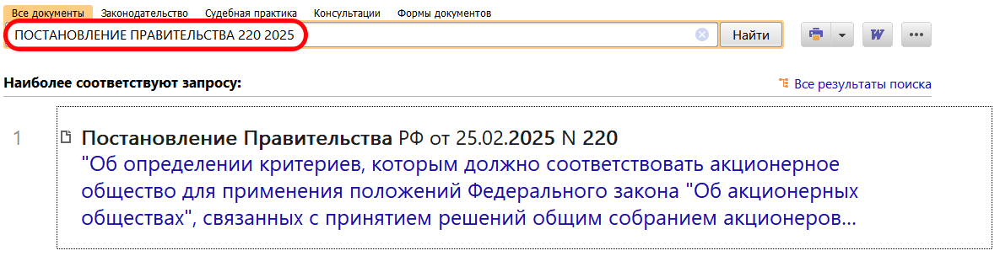 Все документы Законодательство Судебная практика Консультации Формы документов
ПОСТАНОВЛЕНИЕ ПРАВИТЕЛЬСТВА 220 2025 Найти W
Наиболее соответствуют запросу: Все результаты поиска
1 Постановление Правительства РФ от 25.02.2025 N 220
"Об определении критериев, которым должно соответствовать акционерное
общество для применения положений Федерального закона "Об акционерных
обществах", связанных с принятием решений общим собранием акционеров...